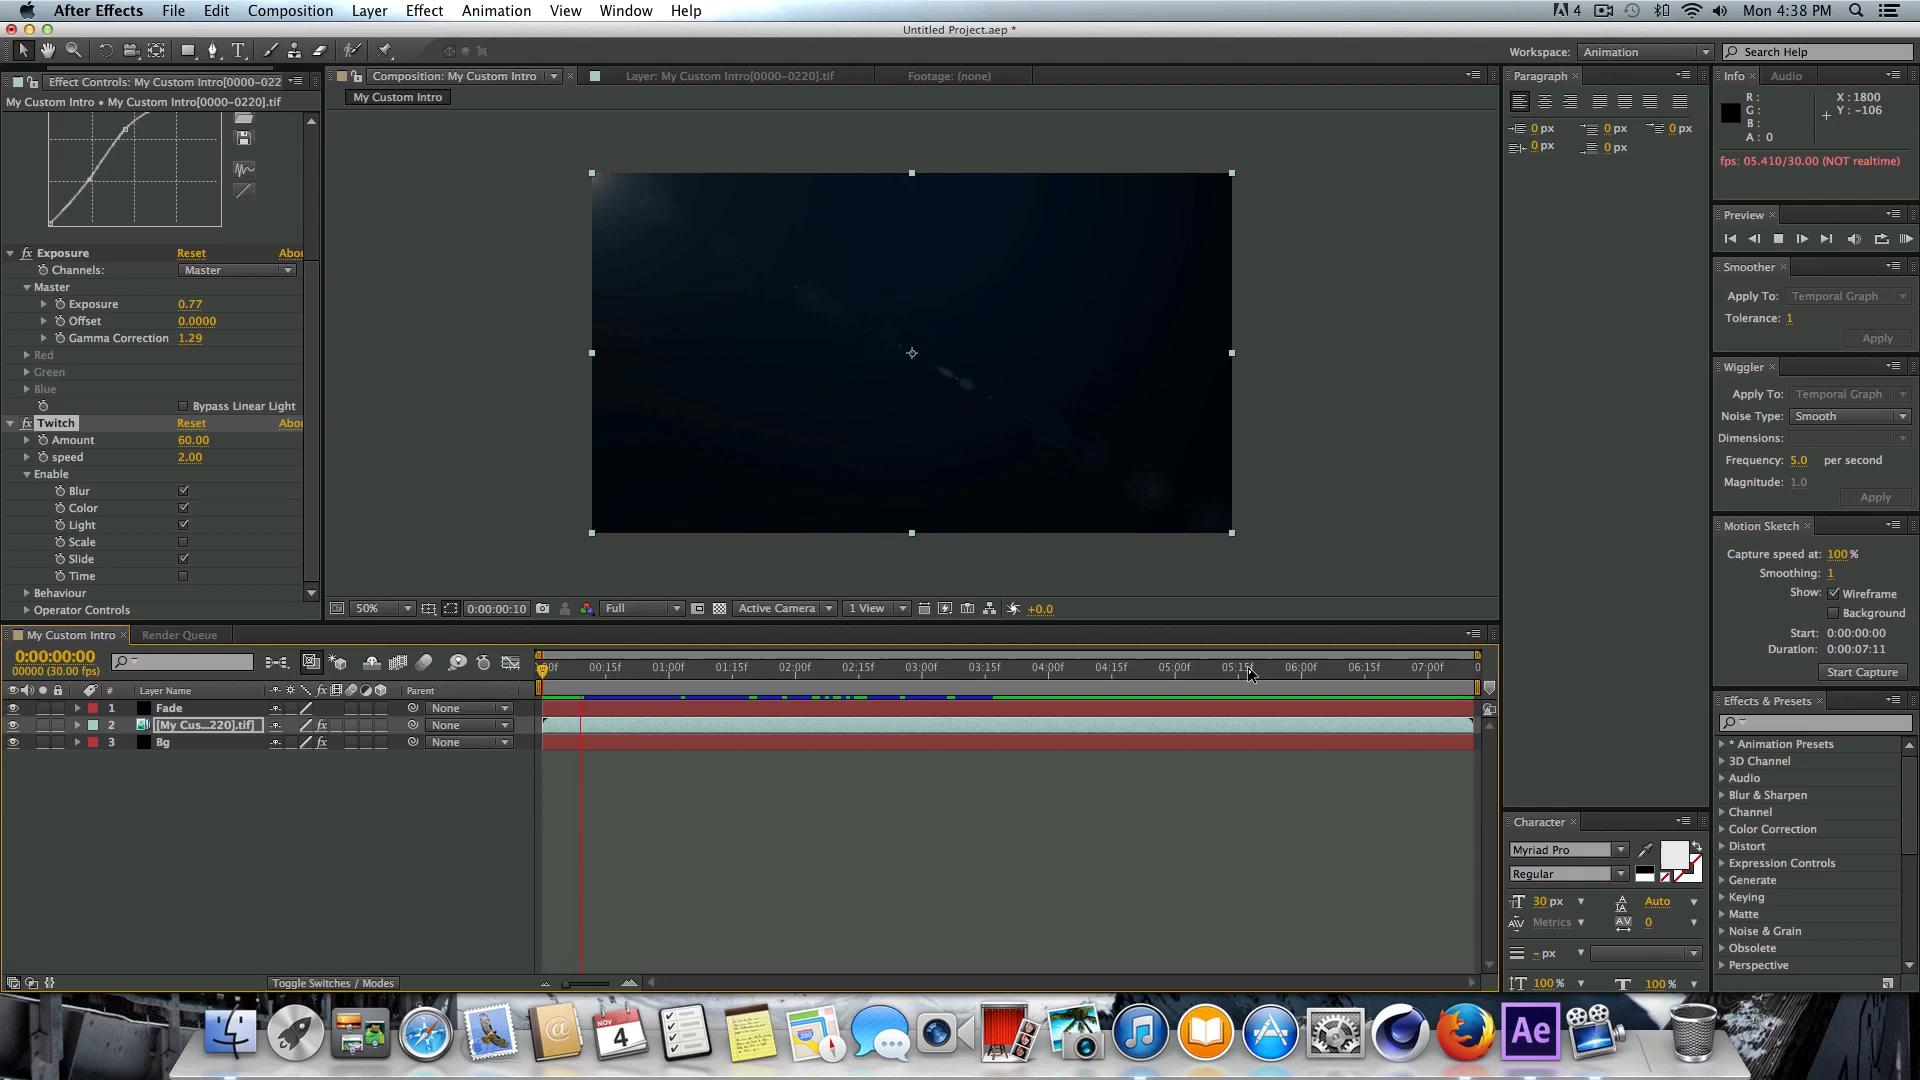 After Effects File Edit Composition Layer Effect Animation View Window Help 4 Mon 4:38 PM
Untitled Project.aep *
Workspace: Animation Search Help
Effect Controls: My Custom Intro[0000-022 Composition: My Custom Intro Layer: My Custom Intro[0000-0220].tif Footage: (none) Paragraph Info Audio
My Custom Intro • My Custom Intro[0000-0220].tif My Custom Intro
R : X : 1800
G : Y : -106
B :
A : 0
0 px 0 px 0 px
0 px 0 px
fps: 05.410/30.00 (NOT realtime)
Preview
Smoother
Apply To: Temporal Graph
Tolerance: 1
Apply
Wiggler
Apply To: Temporal Graph
Noise Type: Smooth
Dimensions:
Frequency: 5.0 per second
Magnitude: 1.0
Apply
Motion Sketch
Capture speed at: 100 %
Smoothing: 1
Show: Wireframe
Background
Start: 0:00:00:00
Duration: 0:00:07:11
Start Capture
fx Exposure Reset Abou
Channels: Master
Master
Exposure 0.77
Offset 0.0000
Gamma Correction 1.29
Red
Green
Blue
Bypass Linear Light
fx Twitch Reset Abou
Amount 60.00
speed 2.00
Enable
Blur
Color
Light
Scale
Slide
Time
Behaviour
Operator Controls
50% 0:00:00:10 Full Active Camera 1 View +0.0
My Custom Intro Render Queue
0:00:00:00
00000 (30.00 fps)
00:15f 01:00f 01:15f 02:00f 02:15f 03:00f 03:15f 04:00f 04:15f 05:00f 05:15f 06:00f 06:15f 07:00f
# Layer Name fx Parent
1 Fade None
2 [My Cus...220].tif] fx None
3 Bg fx None
Toggle Switches / Modes
Effects & Presets
* Animation Presets
3D Channel
Audio
Blur & Sharpen
Channel
Color Correction
Distort
Expression Controls
Generate
Keying
Matte
Noise & Grain
Obsolete
Perspective
Character
Myriad Pro
Regular
30 px Auto
Metrics 0
- px
100 % 100 %
NOV
4
Ae